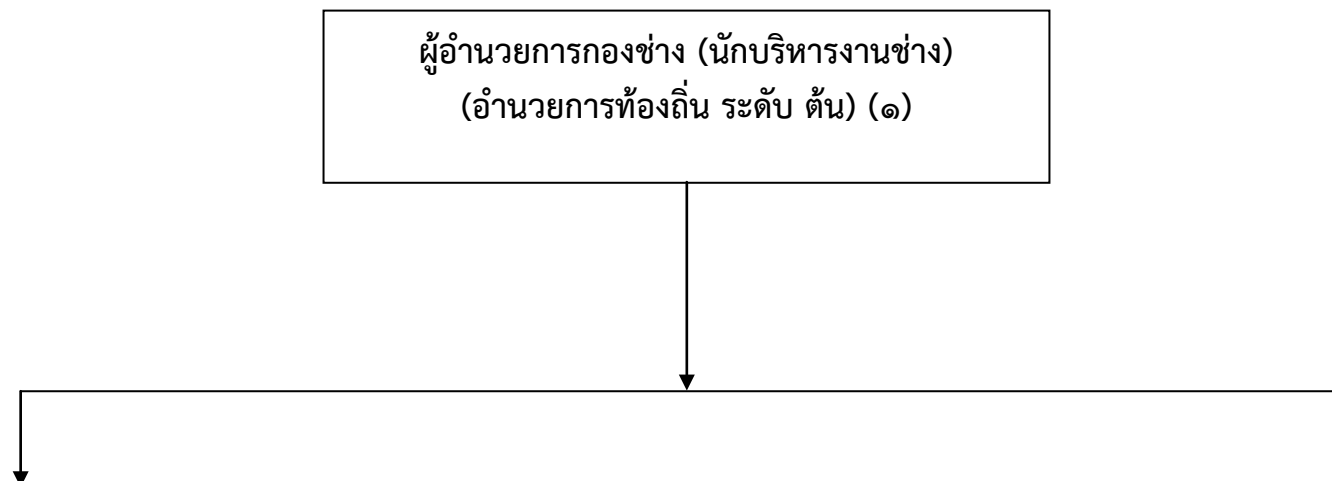 ผู้อำนวยการกองช่าง (นักบริหารงานช่าง)
(อำนวยการท้องถิ่น ระดับ ต้น) (๑)